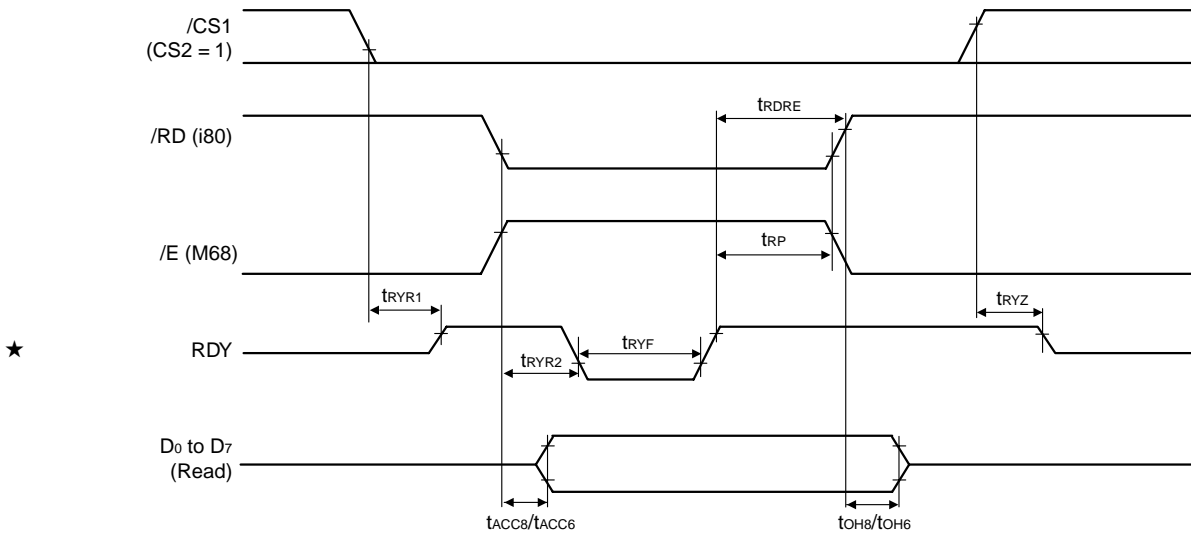 /CS1
(CS2 = 1)
tRDRE
/RD (i80)
tRP
/E (M68)
tRYR1
tRYZ
★
RDY
tRYF
tRYR2
D0 to D7
(Read)
tACC8/tACC6
tOH8/tOH6